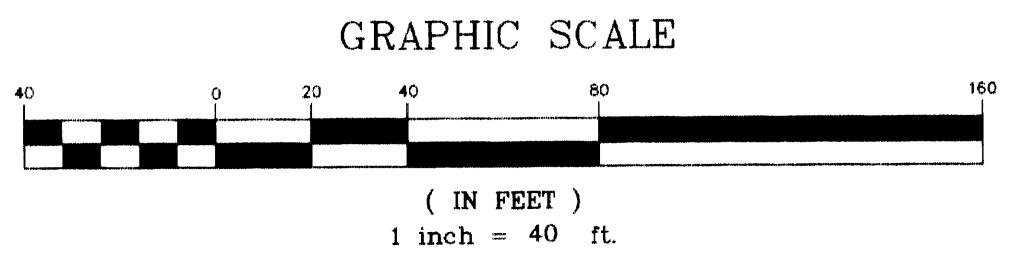 GRAPHIC SCALE
40 0 20 40 80 160
( IN FEET )
1 inch = 40 ft.